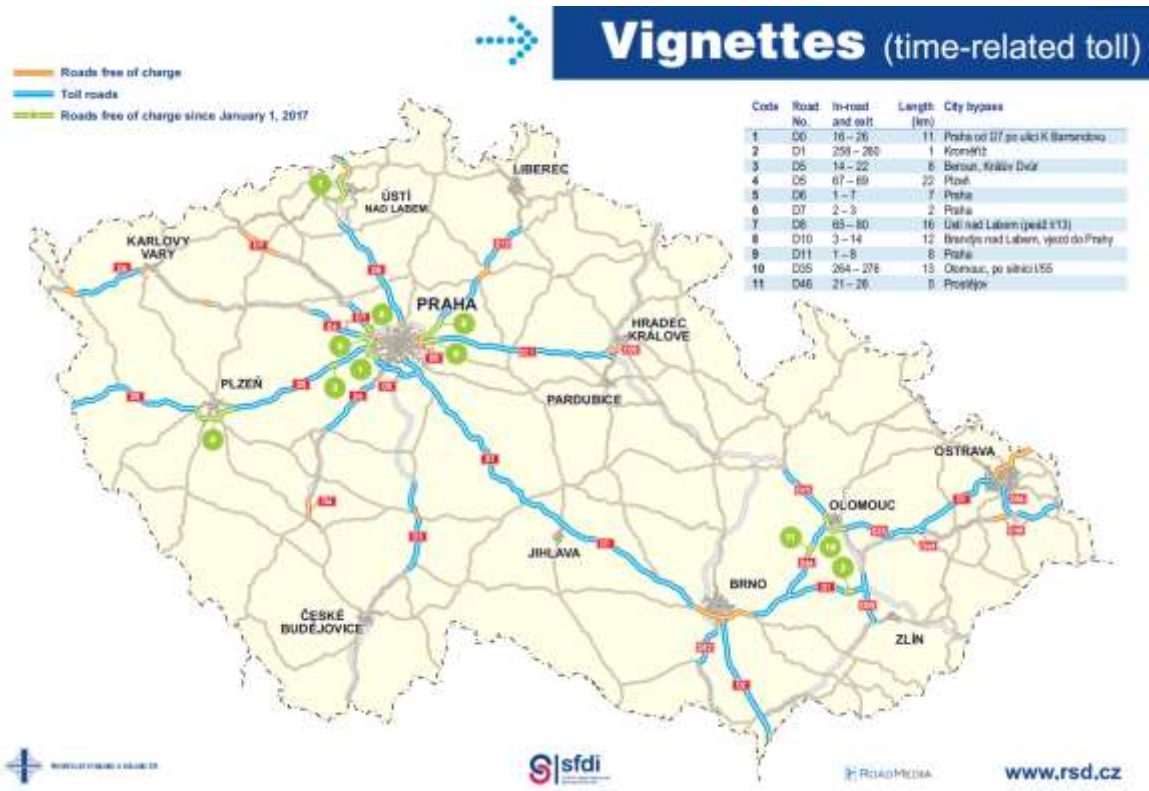 Vignettes (time-related toll)
Roads free of charge
Toll roads
Roads free of charge since January 1, 2017
Code Road No. In-road and exit Length (km) City bypass
1 D0 16 – 26 11 Praha od D7 po ulici K Barrandovu
2 D1 258 – 260 1 Kroměříž
3 D5 14 – 22 8 Beroun, Králův Dvůr
4 D5 67 – 89 22 Plzeň
5 D6 1 – 7 7 Praha
6 D7 2 – 3 2 Praha
7 D8 65 – 80 16 Ústí nad Labem (peáž I/13)
8 D10 3 – 14 12 Brandýs nad Labem, vjezd do Prahy
9 D11 1 – 8 8 Praha
10 D35 264 – 276 13 Olomouc, po silnici I/55
11 D46 21 – 26 5 Prostějov
LIBEREC
ÚSTÍ
NAD LABEM
KARLOVY
VARY
PRAHA
HRADEC
KRÁLOVÉ
PLZEŇ
PARDUBICE
OSTRAVA
OLOMOUC
JIHLAVA
BRNO
ČESKÉ
BUDĚJOVICE
ZLÍN
sfdi
ROADMEDIA
www.rsd.cz